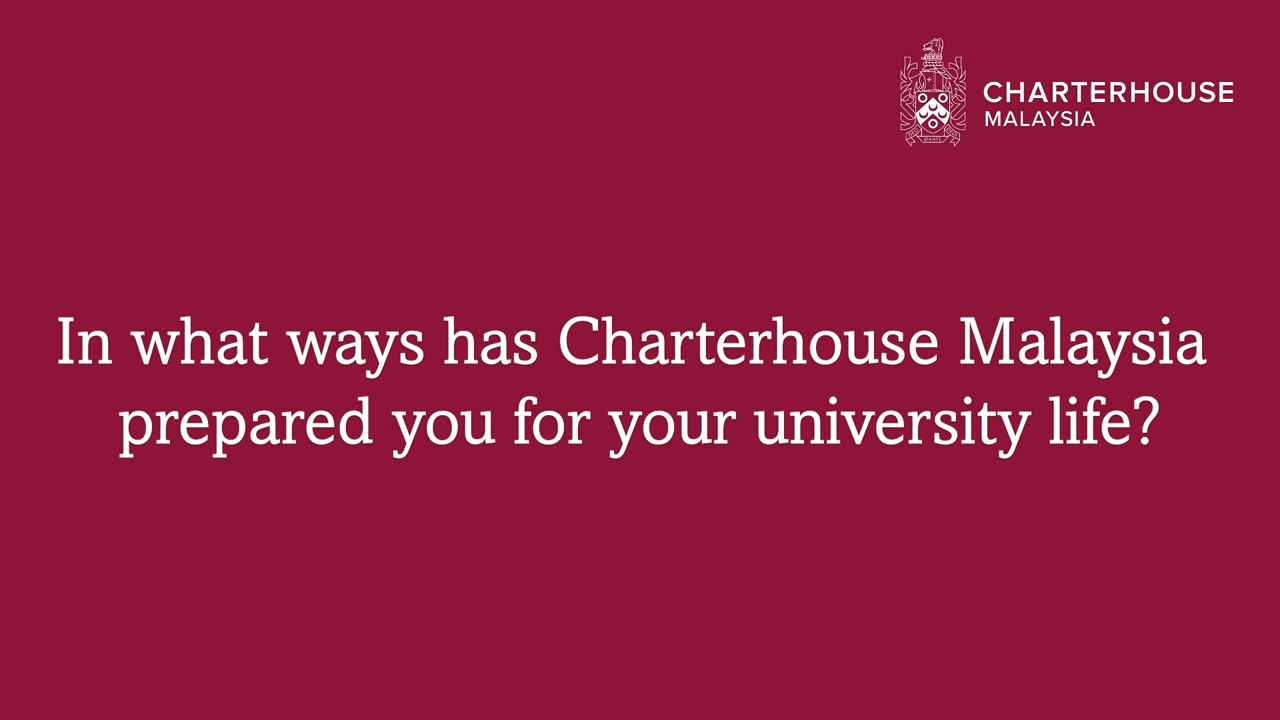 CHARTERHOUSE
MALAYSIA
In what ways has Charterhouse Malaysia
prepared you for your university life?